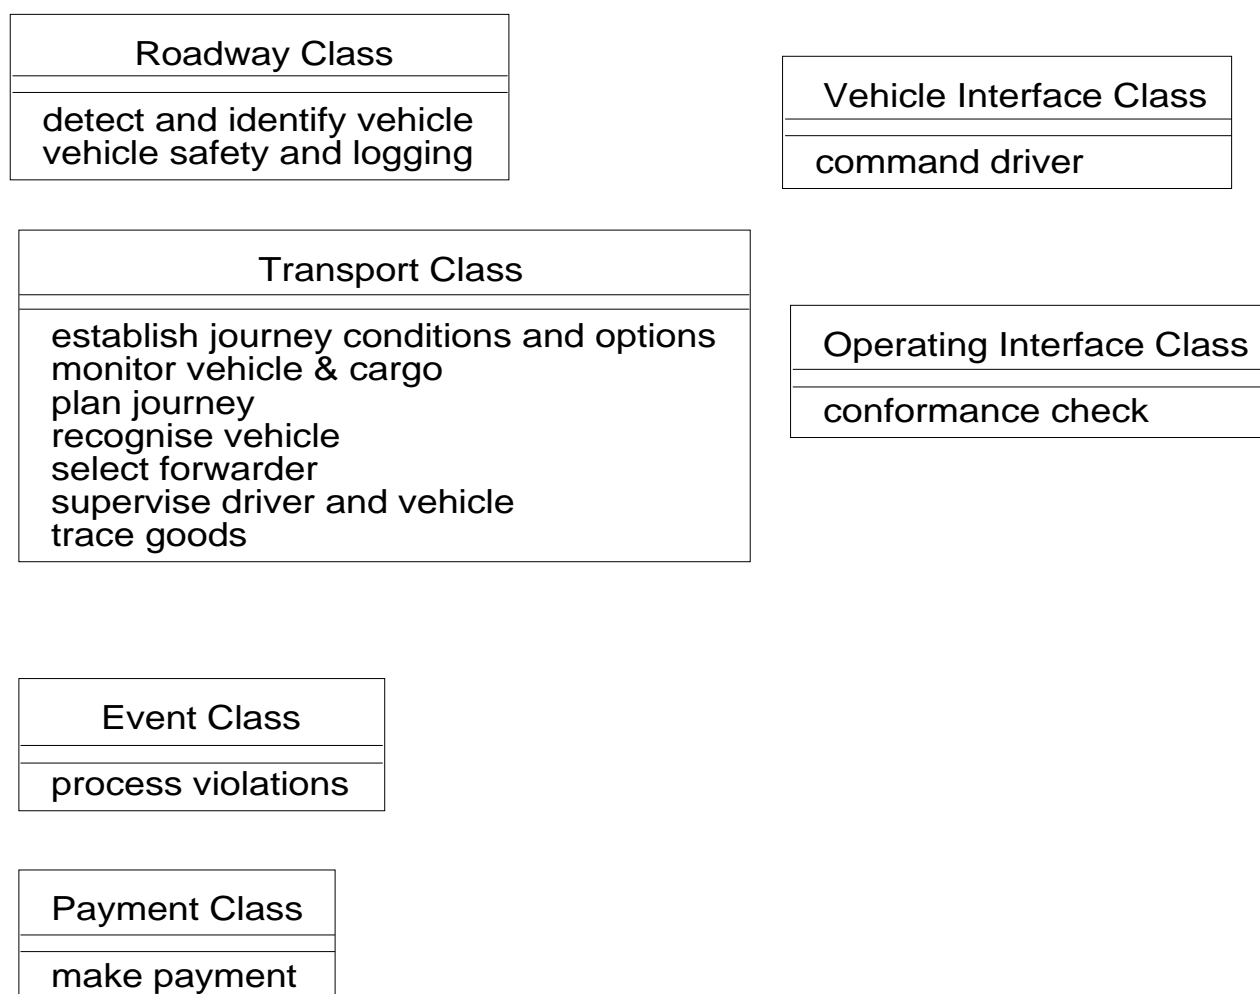 Roadway Class
detect and identify vehicle
vehicle safety and logging
Vehicle Interface Class
command driver
Transport Class
establish journey conditions and options
monitor vehicle & cargo
plan journey
recognise vehicle
select forwarder
supervise driver and vehicle
trace goods
Operating Interface Class
conformance check
Event Class
process violations
Payment Class
make payment